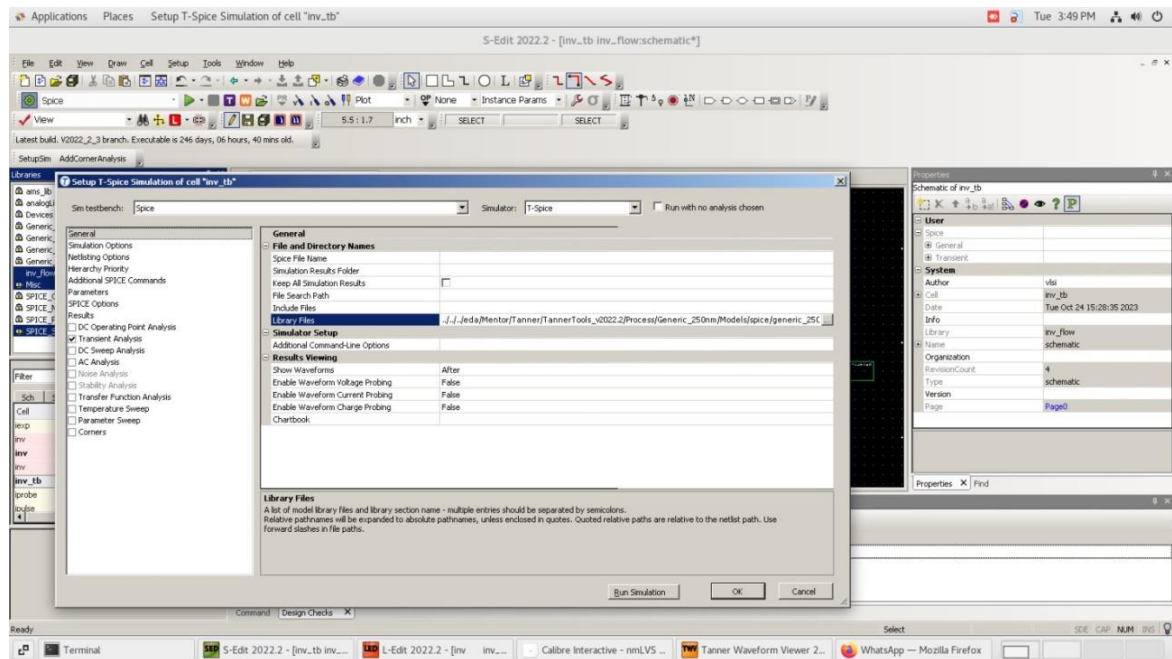 Applications Places Setup T-Spice Simulation of cell "inv_tb" Tue 3:49 PM
S-Edit 2022.2 - [inv_tb inv_flow:schematic*]
File Edit View Draw Cell Setup Tools Window Help
Spice Plot None Instance Params
View 5.5 : 1.7 inch SELECT SELECT
Latest build. V2022_2_3 branch. Executable is 246 days, 06 hours, 40 mins old.
SetupSim AddCornerAnalysis
Libraries
ams_lib
analogLi
Devices
Generic_
Generic_
Generic_
Generic_
inv_flow
Misc
SPICE_C
SPICE_M
SPICE_F
SPICE_S
Filter
Sch
Cell
iexp
inv
inv
inv
inv_tb
iprobe
ipulse
Setup T-Spice Simulation of cell "inv_tb"
Sim testbench: Spice Simulator: T-Spice Run with no analysis chosen
General
Simulation Options
Netlisting Options
Hierarchy Priority
Additional SPICE Commands
Parameters
SPICE Options
Results
DC Operating Point Analysis
Transient Analysis
DC Sweep Analysis
AC Analysis
Noise Analysis
Stability Analysis
Transfer Function Analysis
Temperature Sweep
Parameter Sweep
Corners
General
File and Directory Names
Spice File Name
Simulation Results Folder
Keep All Simulation Results
File Search Path
Include Files
Library Files ../../../eda/Mentor/Tanner/TannerTools_v2022.2/Process/Generic_250nm/Models/spice/generic_250 ...
Simulator Setup
Additional Command-Line Options
Results Viewing
Show Waveforms After
Enable Waveform Voltage Probing False
Enable Waveform Current Probing False
Enable Waveform Charge Probing False
Chartbook
Library Files
A list of model library files and library section name - multiple entries should be separated by semicolons.
Relative pathnames will be expanded to absolute pathnames, unless enclosed in quotes. Quoted relative paths are relative to the netlist path. Use
forward slashes in file paths.
Run Simulation OK Cancel
Properties
Schematic of inv_tb
User
Spice
General
Transient
System
Author vlsi
Cell inv_tb
Date Tue Oct 24 15:28:35 2023
Info
Library inv_flow
Name schematic
Organization
RevisionCount 4
Type schematic
Version
Page Page0
Properties X Find
Command Design Checks X
Ready Select SDE CAP NUM INS
Terminal S-Edit 2022.2 - [inv_tb inv_... L-Edit 2022.2 - [inv inv_... Calibre Interactive - nmLVS ... Tanner Waveform Viewer 2... WhatsApp — Mozilla Firefox